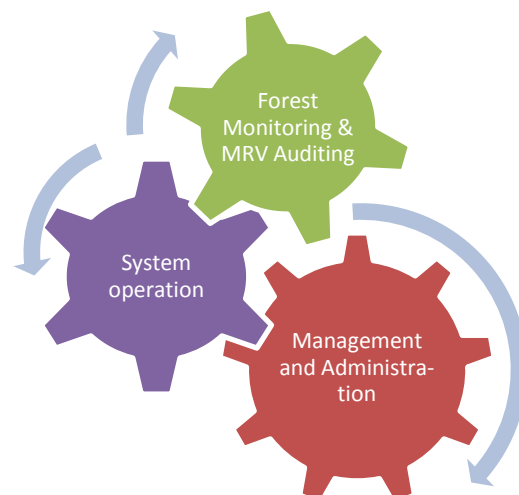 Forest
Monitoring &
MRV Auditing
System
operation
Management
and Administra-
tion